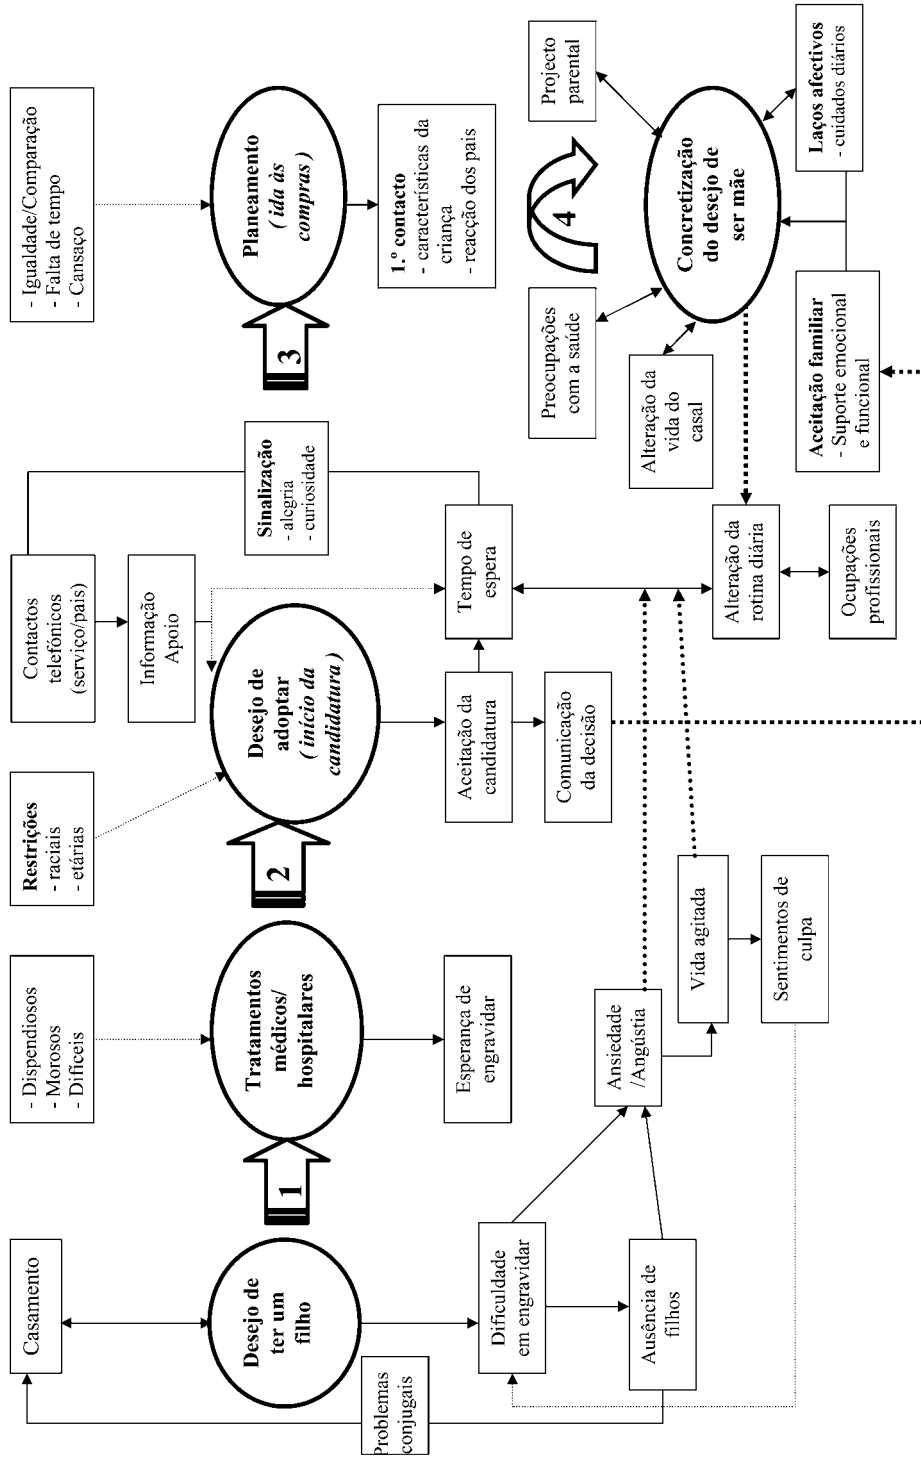 Casamento
- Dispendiosos
- Morosos
- Difíceis
Restrições
- raciais
- etárias
Contactos
telefónicos
(serviço/pais)
- Igualdade/Comparação
- Falta de tempo
- Cansaço
Informação
Apoio
Desejo de
ter um
filho
1
Tratamentos
médicos/
hospitalares
2
Desejo de
adoptar
( início da
candidatura )
Sinalização
- alegria
- curiosidade
3
Planeamento
( ida às
compras )
Problemas
conjugais
1.º contacto
- características da
criança
- reacção dos pais
Dificuldade
em engravidar
Esperança de
engravidar
Aceitação da
candidatura
Tempo de
espera
Comunicação
da decisão
Preocupações
com a saúde
4
Projecto
parental
Ausência de
filhos
Ansiedade
/Angústia
Alteração da
vida do
casal
Concretização
do desejo de
ser mãe
Vida agitada
Alteração da
rotina diária
Sentimentos de
culpa
Ocupações
profissionais
Aceitação familiar
- Suporte emocional
e funcional
Laços afectivos
- cuidados diários